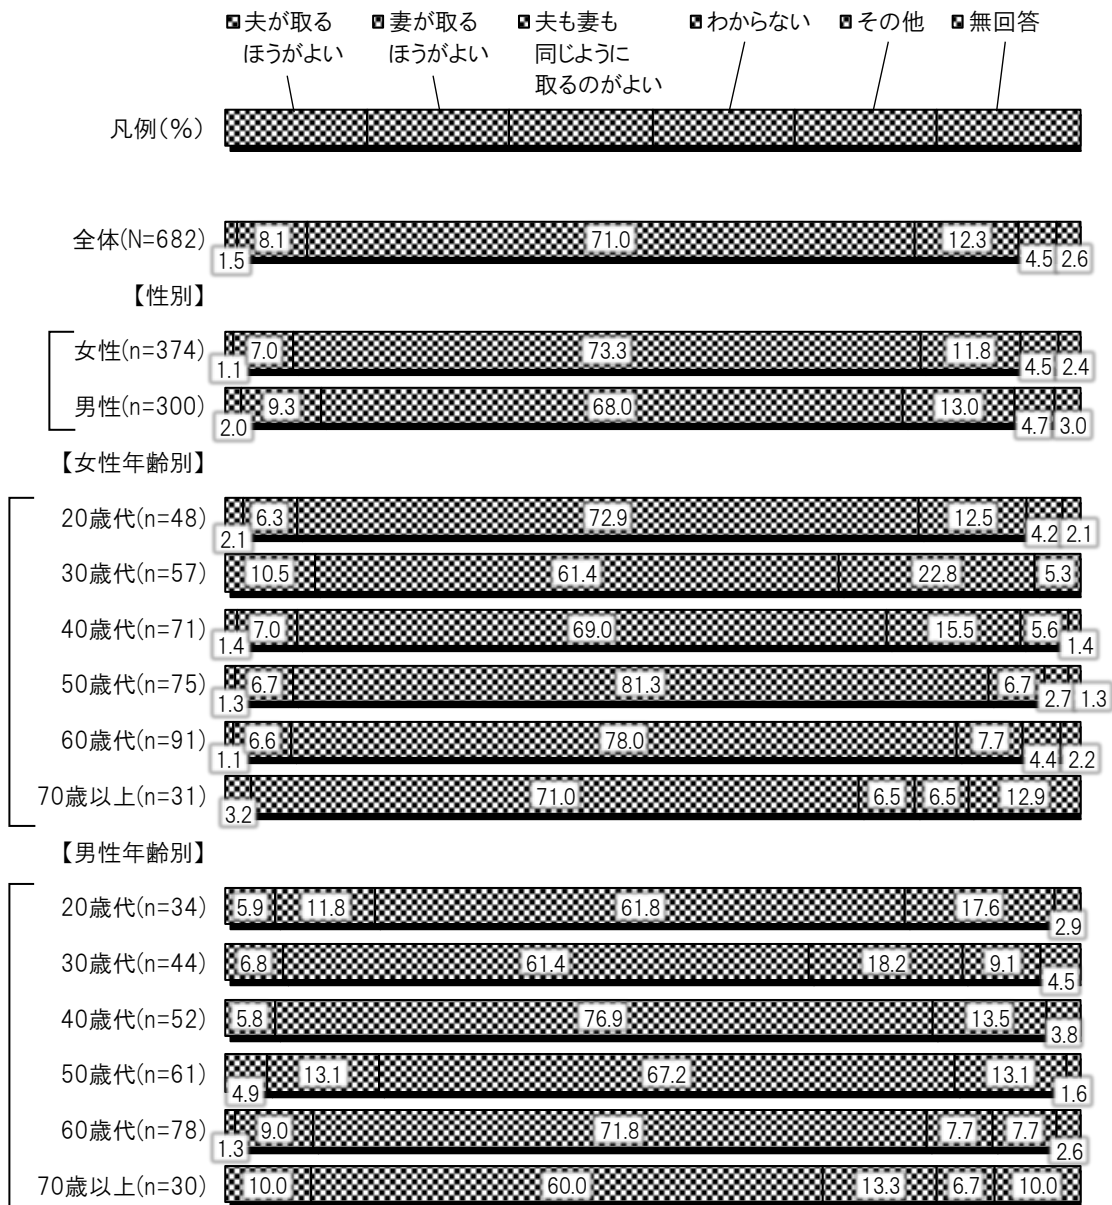 夫が取る 妻が取る 夫も妻も わからない その他 無回答
ほうがよい ほうがよい 同じように
取るのがよい
凡例(%)
全体(N=682) 1.5 8.1 71.0 12.3 4.5 2.6
【性別】
女性(n=374) 1.1 7.0 73.3 11.8 4.5 2.4
男性(n=300) 2.0 9.3 68.0 13.0 4.7 3.0
【女性年齢別】
20歳代(n=48) 2.1 6.3 72.9 12.5 4.2 2.1
30歳代(n=57) 10.5 61.4 22.8 5.3
40歳代(n=71) 1.4 7.0 69.0 15.5 5.6 1.4
50歳代(n=75) 1.3 6.7 81.3 6.7 2.7 1.3
60歳代(n=91) 1.1 6.6 78.0 7.7 4.4 2.2
70歳以上(n=31) 3.2 71.0 6.5 6.5 12.9
【男性年齢別】
20歳代(n=34) 5.9 11.8 61.8 17.6 2.9
30歳代(n=44) 6.8 61.4 18.2 9.1 4.5
40歳代(n=52) 5.8 76.9 13.5 3.8
50歳代(n=61) 4.9 13.1 67.2 13.1 1.6
60歳代(n=78) 1.3 9.0 71.8 7.7 7.7 2.6
70歳以上(n=30) 10.0 60.0 13.3 6.7 10.0